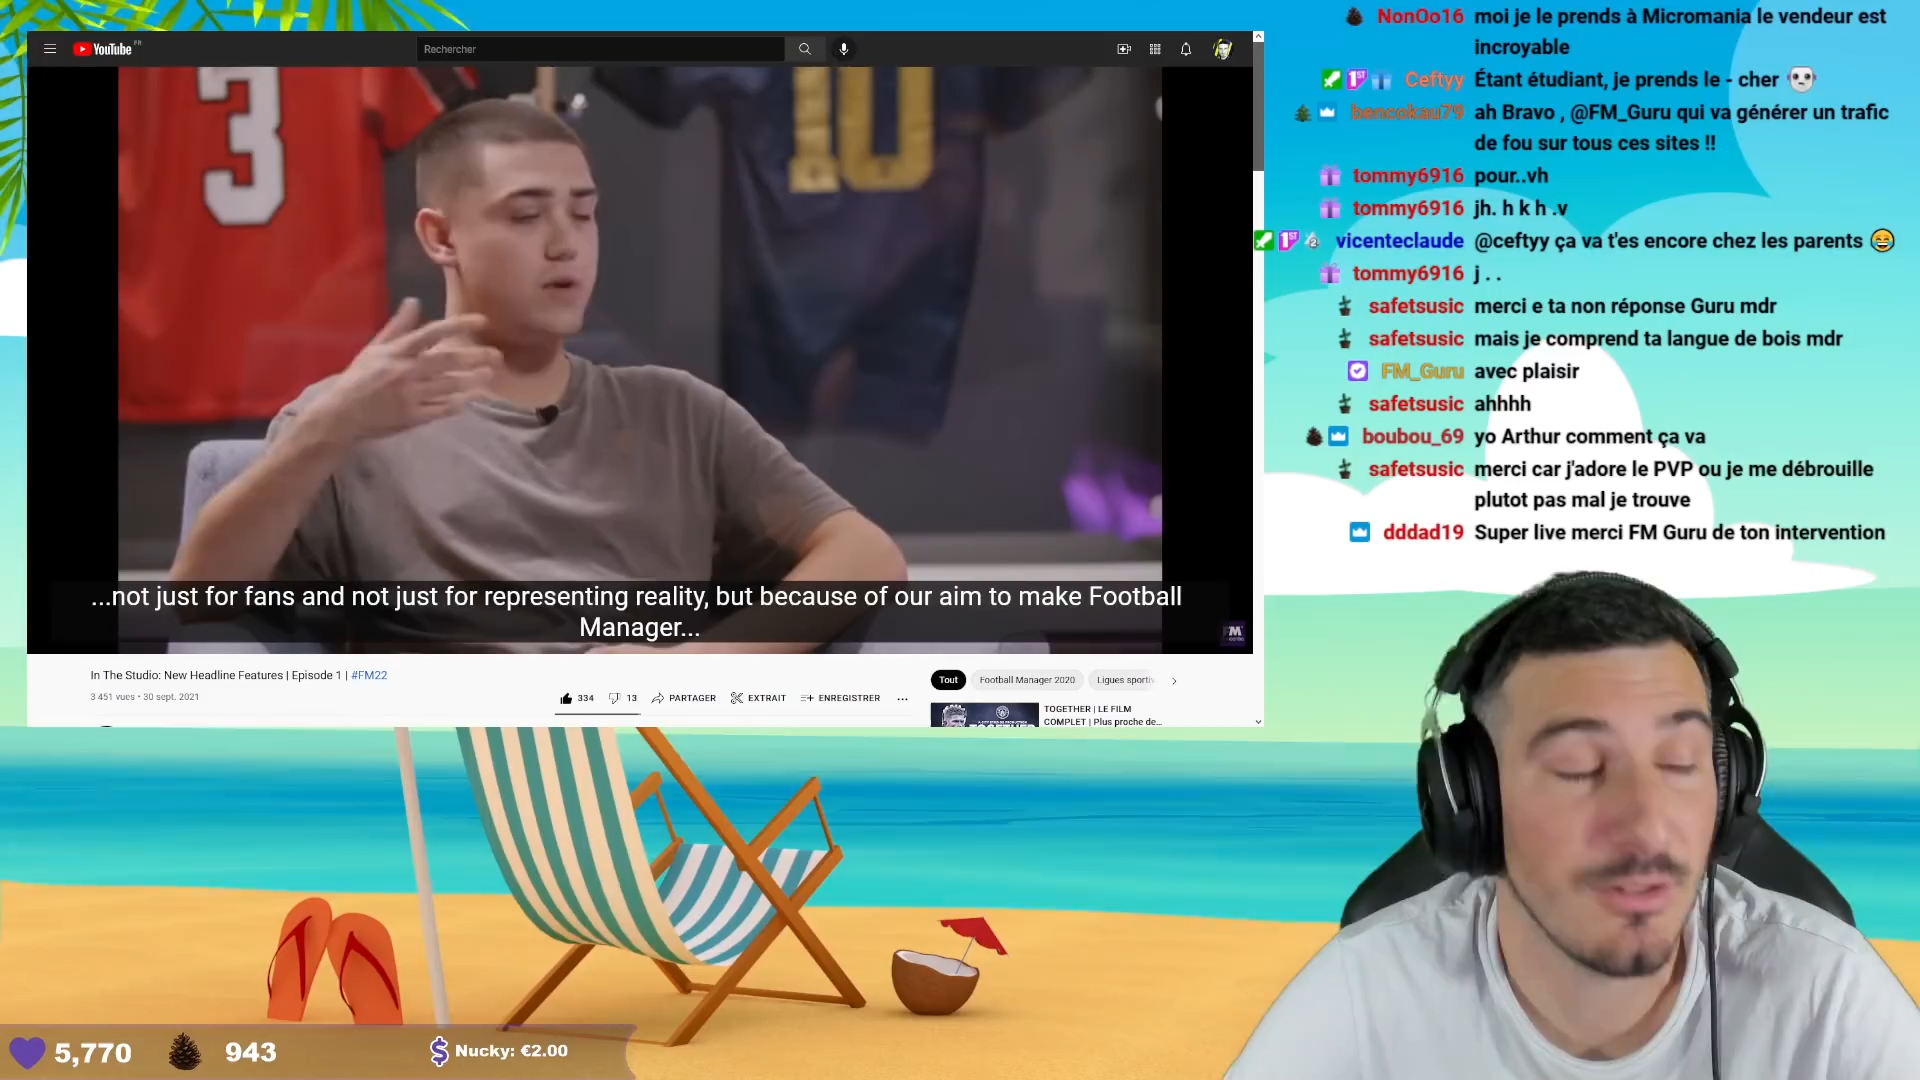 YouTube FR
Rechercher
3
10
...not just for fans and not just for representing reality, but because of our aim to make Football
Manager...
FM
In The Studio: New Headline Features | Episode 1 | #FM22
3 451 vues • 30 sept. 2021
334
13
PARTAGER
EXTRAIT
ENREGISTRER
Tout
Football Manager 2020
Ligues sporti
TOGETHER | LE FILM
COMPLET | Plus proche de...
NonOo16 moi je le prends à Micromania le vendeur est
incroyable
1ST Ceftyy Étant étudiant, je prends le - cher
bencokau79 ah Bravo , @FM_Guru qui va générer un trafic
de fou sur tous ces sites !!
tommy6916 pour..vh
tommy6916 jh. h k h .v
1ST 2 vicenteclaude @ceftyy ça va t'es encore chez les parents
tommy6916 j . .
safetsusic merci e ta non réponse Guru mdr
safetsusic mais je comprend ta langue de bois mdr
FM_Guru avec plaisir
safetsusic ahhhh
boubou_69 yo Arthur comment ça va
safetsusic merci car j'adore le PVP ou je me débrouille
plutot pas mal je trouve
dddad19 Super live merci FM Guru de ton intervention
5,770
943
Nucky: €2.00